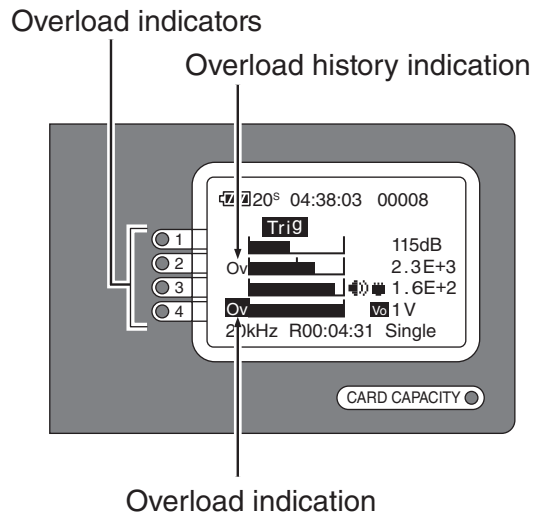 Overload indicators
Overload history indication
20S 04:38:03 00008
Trig
1 115dB
2 Ov 2.3E+3
3 1.6E+2
4 Ov Vo 1V
20kHz R00:04:31 Single
CARD CAPACITY
Overload indication